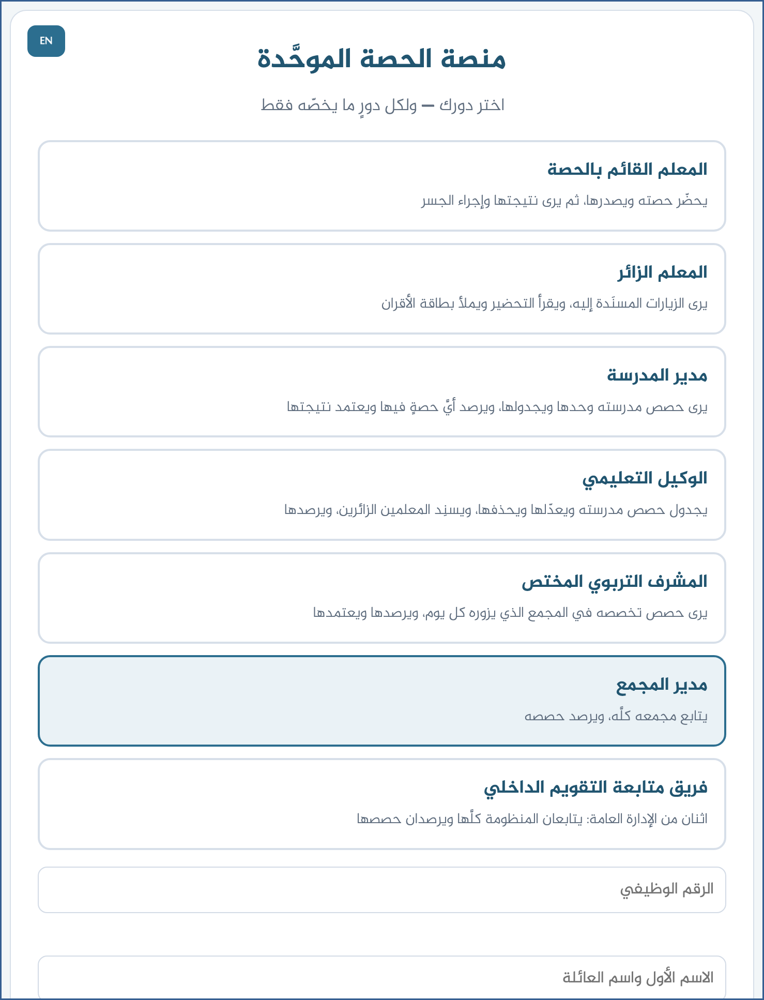 EN
منصة الحصة الموحَّدة
اختر دورك — ولكل دورٍ ما يخصّه فقط
المعلم القائم بالحصة
يحضّر حصته ويصدرها، ثم يرى نتيجتها وإجراء الجسر
المعلم الزائر
يرى الزيارات المسنَدة إليه، ويقرأ التحضير ويملأ بطاقة الأقران
مدير المدرسة
يرى حصص مدرسته وحدها ويجدولها، ويرصد أيَّ حصةٍ فيها ويعتمد نتيجتها
الوكيل التعليمي
يجدول حصص مدرسته ويعدّلها ويحذفها، ويسنِد المعلمين الزائرين، ويرصدها
المشرف التربوي المختص
يرى حصص تخصصه في المجمع الذي يزوره كل يوم، ويرصدها ويعتمدها
مدير المجمع
يتابع مجمعه كلَّه، ويرصد حصصه
فريق متابعة التقويم الداخلي
اثنان من الإدارة العامة: يتابعان المنظومة كلَّها ويرصدان حصصها
الرقم الوظيفي
الاسم الأول واسم العائلة